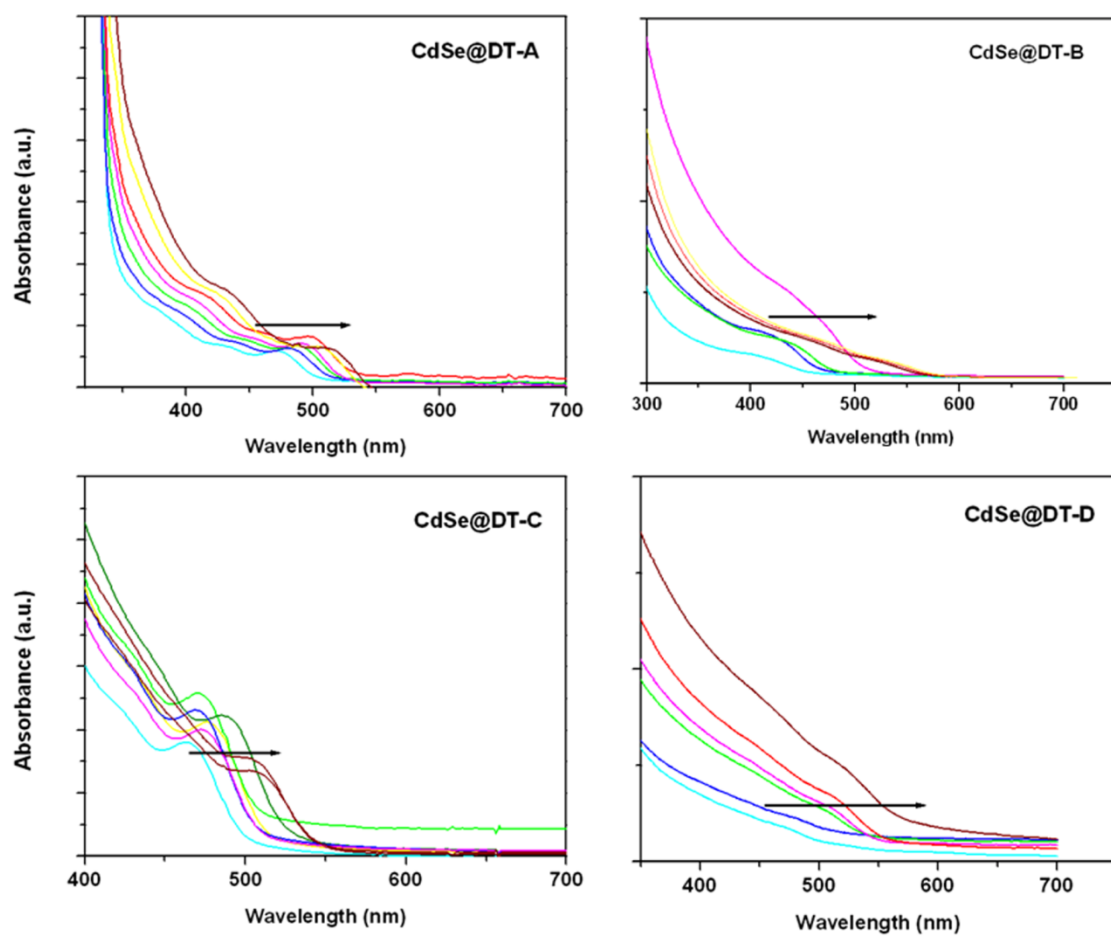 CdSe@DT-A
Absorbance (a.u.)
400 500 600 700
Wavelength (nm)
CdSe@DT-B
300 400 500 600 700
Wavelength (nm)
CdSe@DT-C
Absorbance (a.u.)
400 500 600 700
Wavelength (nm)
CdSe@DT-D
400 500 600 700
Wavelength (nm)